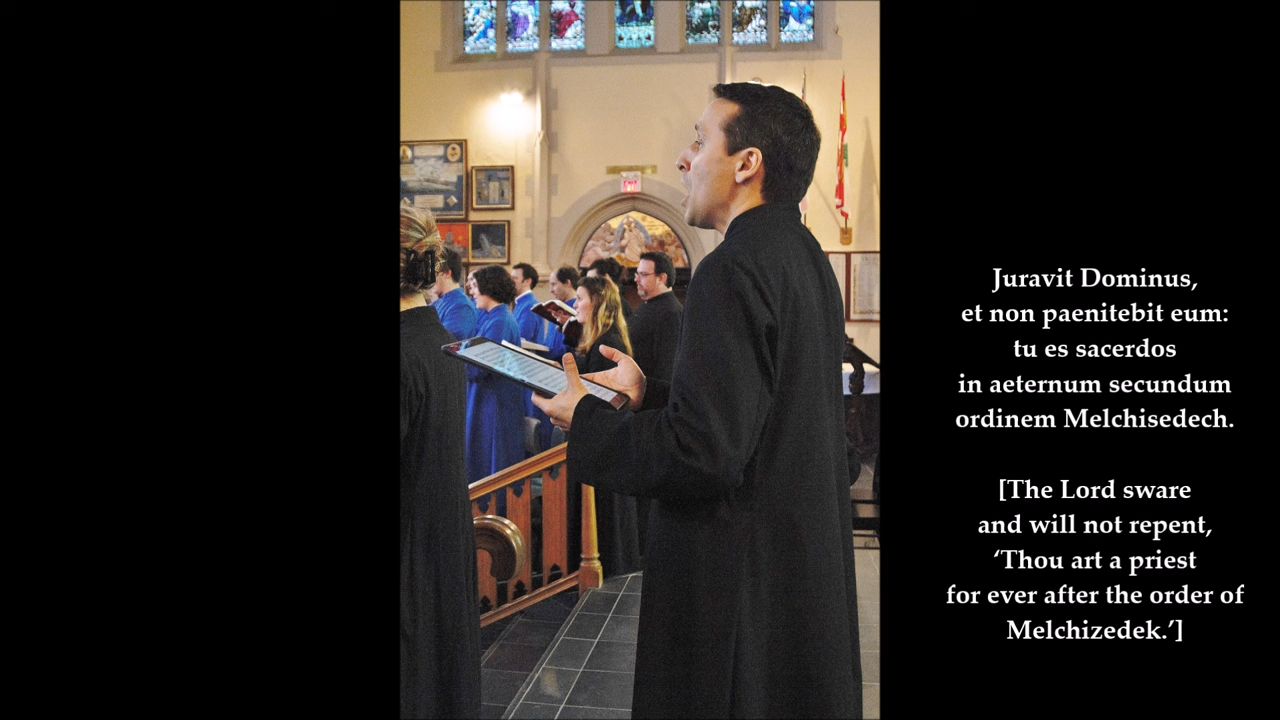 EXIT
Juravit Dominus,
et non paenitebit eum:
tu es sacerdos
in aeternum secundum
ordinem Melchisedech.
[The Lord sware
and will not repent,
‘Thou art a priest
for ever after the order of
Melchizedek.’]